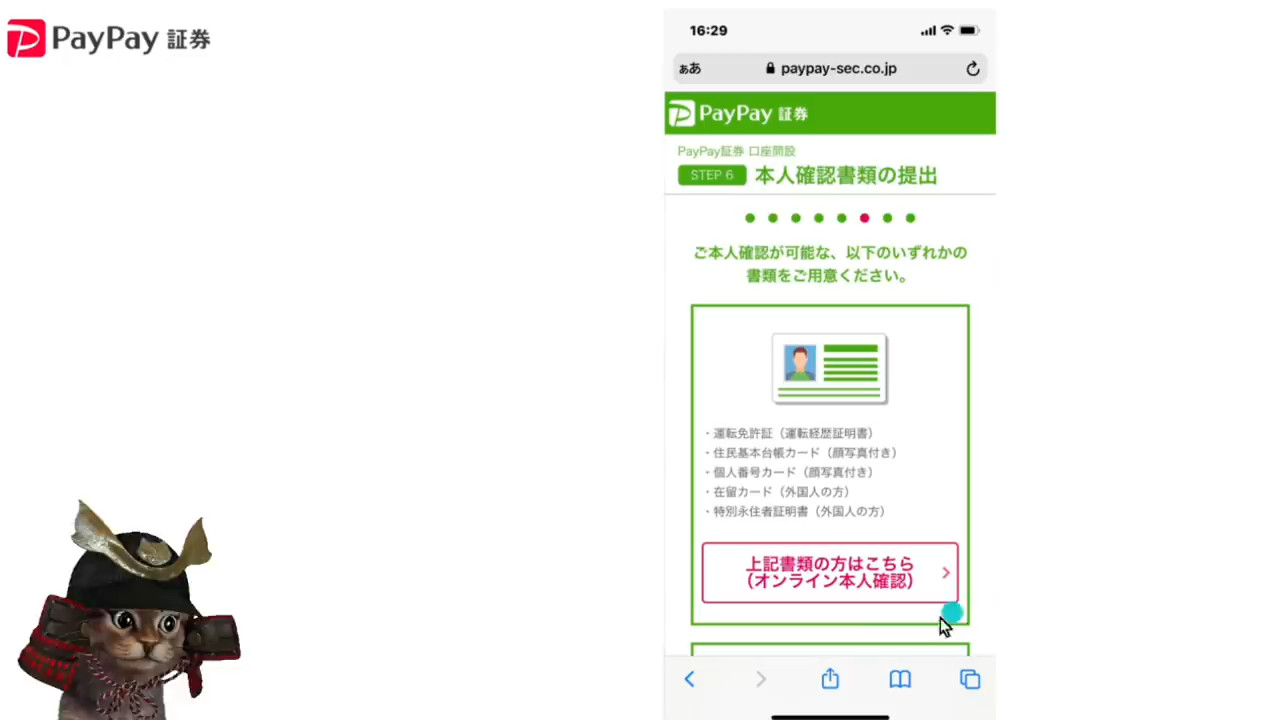 PayPay 証券
16:29
ぁあ
paypay-sec.co.jp
PayPay 証券
PayPay証券 口座開設
STEP 6 本人確認書類の提出
ご本人確認が可能な、以下のいずれかの
書類をご用意ください。
・運転免許証（運転経歴証明書）
・住民基本台帳カード（顔写真付き）
・個人番号カード（顔写真付き）
・在留カード（外国人の方）
・特別永住者証明書（外国人の方）
上記書類の方はこちら
（オンライン本人確認）